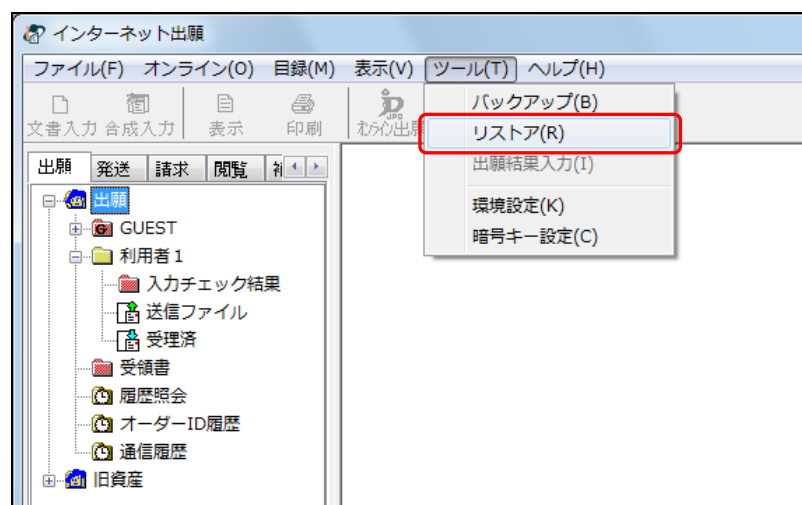 インターネット出願
ファイル(F) オンライン(O) 目録(M) 表示(V) ツール(T) ヘルプ(H)
文書入力 合成入力 表示 印刷
バックアップ(B)
リストア(R)
出願結果入力(I)
環境設定(K)
暗号キー設定(C)
出願 発送 請求 閲覧
出願
GUEST
利用者1
入力チェック結果
送信ファイル
受理済
受領書
履歴照会
オーダーID履歴
通信履歴
旧資産